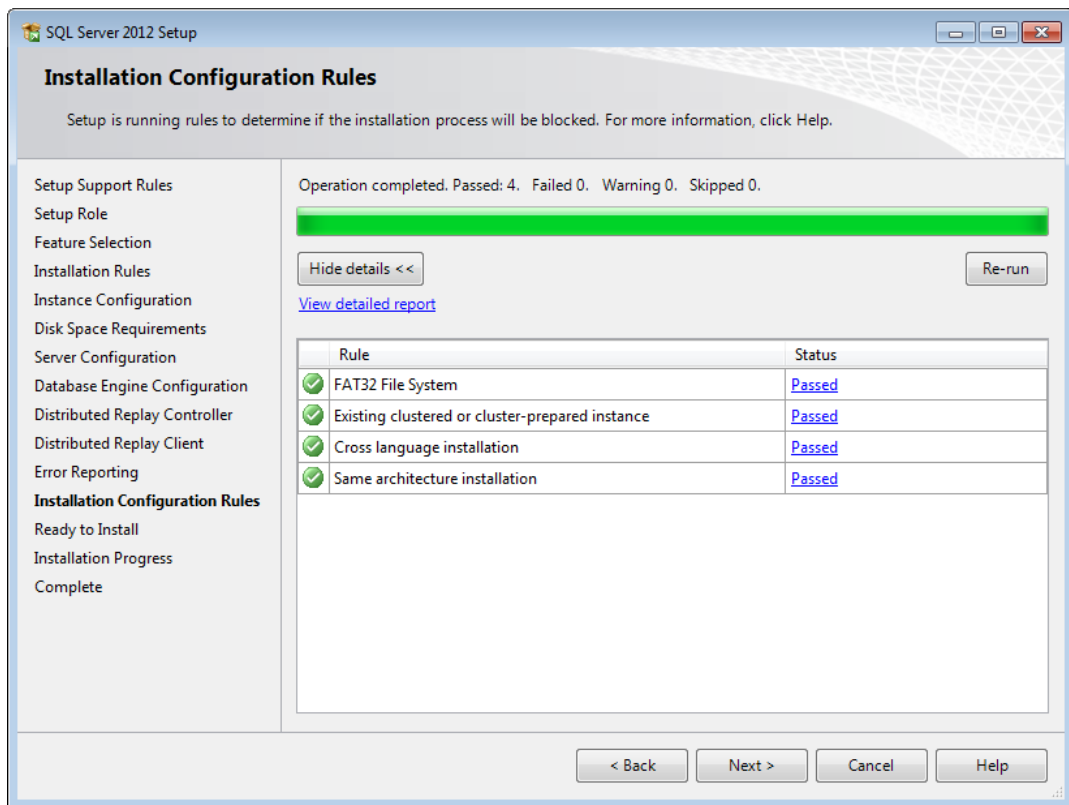 SQL Server 2012 Setup
Installation Configuration Rules
Setup is running rules to determine if the installation process will be blocked. For more information, click Help.
Setup Support Rules
Setup Role
Feature Selection
Installation Rules
Instance Configuration
Disk Space Requirements
Server Configuration
Database Engine Configuration
Distributed Replay Controller
Distributed Replay Client
Error Reporting
Installation Configuration Rules
Ready to Install
Installation Progress
Complete
Operation completed. Passed: 4. Failed 0. Warning 0. Skipped 0.
Hide details << Re-run
View detailed report
Rule Status
FAT32 File System Passed
Existing clustered or cluster-prepared instance Passed
Cross language installation Passed
Same architecture installation Passed
< Back Next > Cancel Help